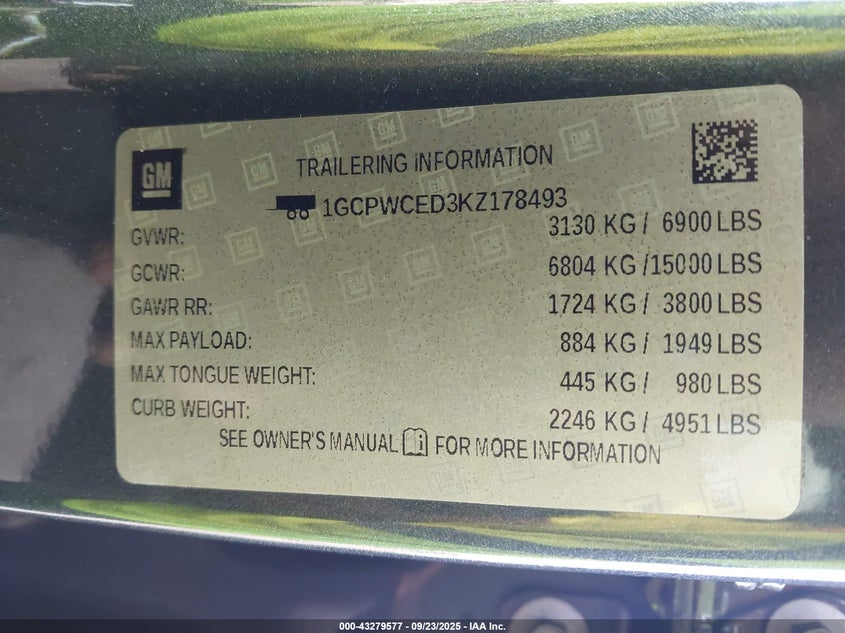 GM
TRAILERING INFORMATION
1GCPWCED3KZ178493
GVWR: 3130 KG / 6900 LBS
GCWR: 6804 KG /15000 LBS
GAWR RR: 1724 KG / 3800 LBS
MAX PAYLOAD: 884 KG / 1949 LBS
MAX TONGUE WEIGHT: 445 KG / 980 LBS
CURB WEIGHT: 2246 KG / 4951 LBS
SEE OWNER'S MANUAL FOR MORE INFORMATION
000-43279577 - 09/23/2025 - IAA Inc.